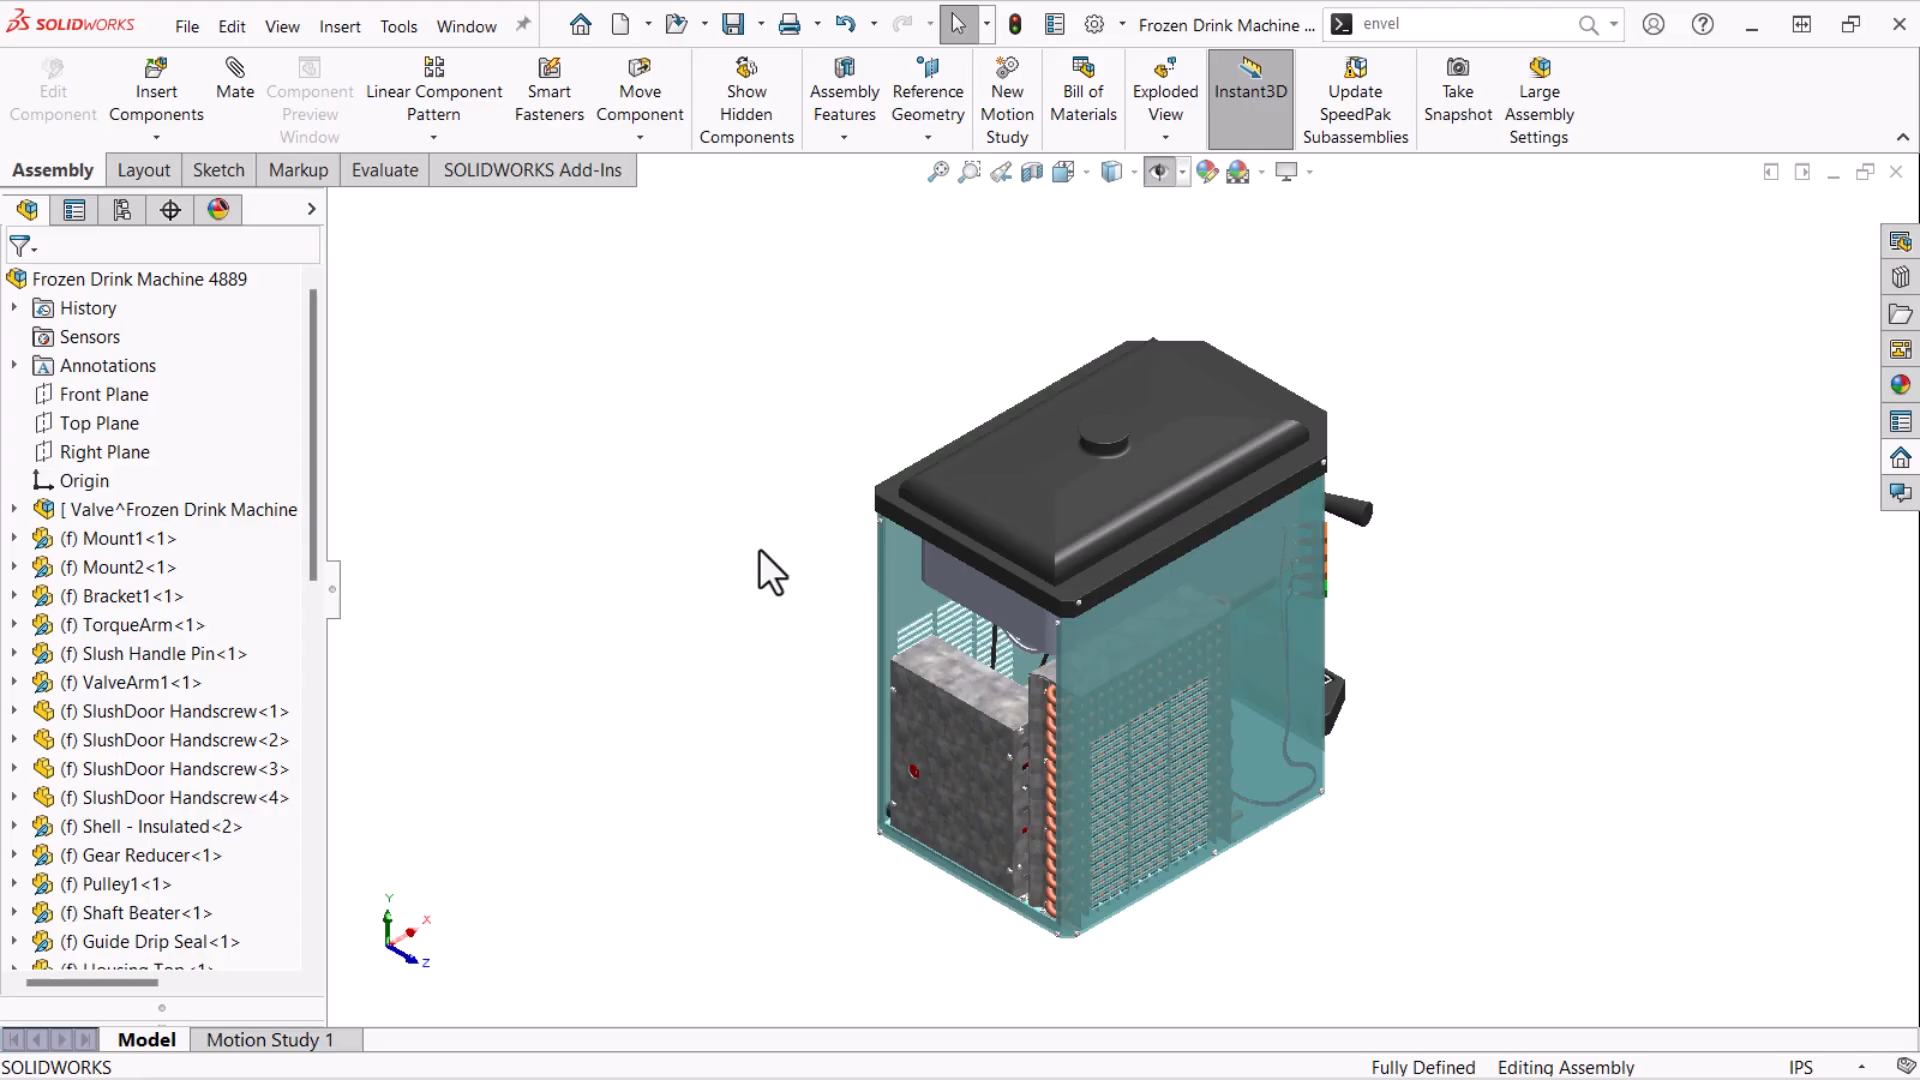 SOLIDWORKS
File
Edit
View
Insert
Tools
Window
Frozen Drink Machine ...
envel
Edit
Component
Insert
Components
Mate
Component
Preview
Window
Linear Component
Pattern
Smart
Fasteners
Move
Component
Show
Hidden
Components
Assembly
Features
Reference
Geometry
New
Motion
Study
Bill of
Materials
Exploded
View
Instant3D
Update
SpeedPak
Subassemblies
Take
Snapshot
Large
Assembly
Settings
Assembly
Layout
Sketch
Markup
Evaluate
SOLIDWORKS Add-Ins
Frozen Drink Machine 4889
History
Sensors
Annotations
Front Plane
Top Plane
Right Plane
Origin
[ Valve^Frozen Drink Machine
(f) Mount1<1>
(f) Mount2<1>
(f) Bracket1<1>
(f) TorqueArm<1>
(f) Slush Handle Pin<1>
(f) ValveArm1<1>
(f) SlushDoor Handscrew<1>
(f) SlushDoor Handscrew<2>
(f) SlushDoor Handscrew<3>
(f) SlushDoor Handscrew<4>
(f) Shell - Insulated<2>
(f) Gear Reducer<1>
(f) Pulley1<1>
(f) Shaft Beater<1>
(f) Guide Drip Seal<1>
(f) Housing Top<1>
Y
X
Z
Model
Motion Study 1
SOLIDWORKS
Fully Defined
Editing Assembly
IPS